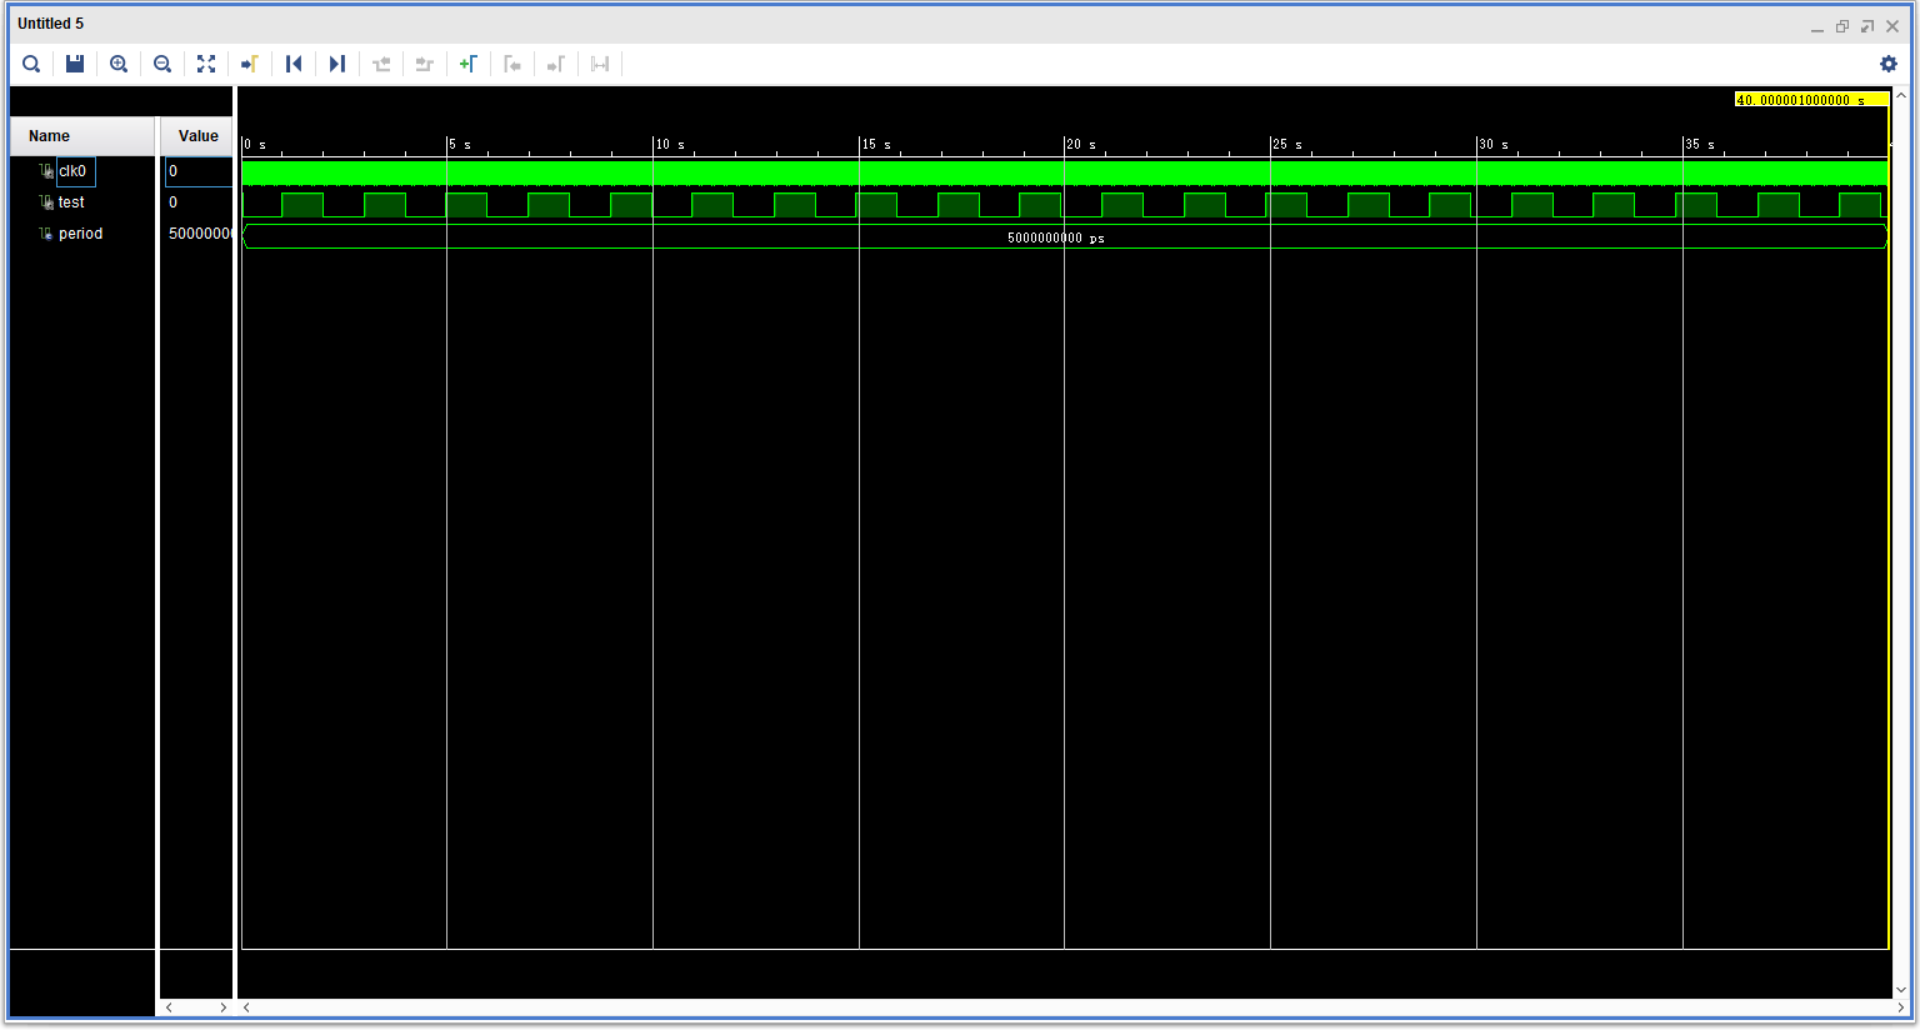 Untitled 5
40.000001000000 s
Name Value
0 s 5 s 10 s 15 s 20 s 25 s 30 s 35 s
clk0 0
test 0
period 50000000
5000000000 ps